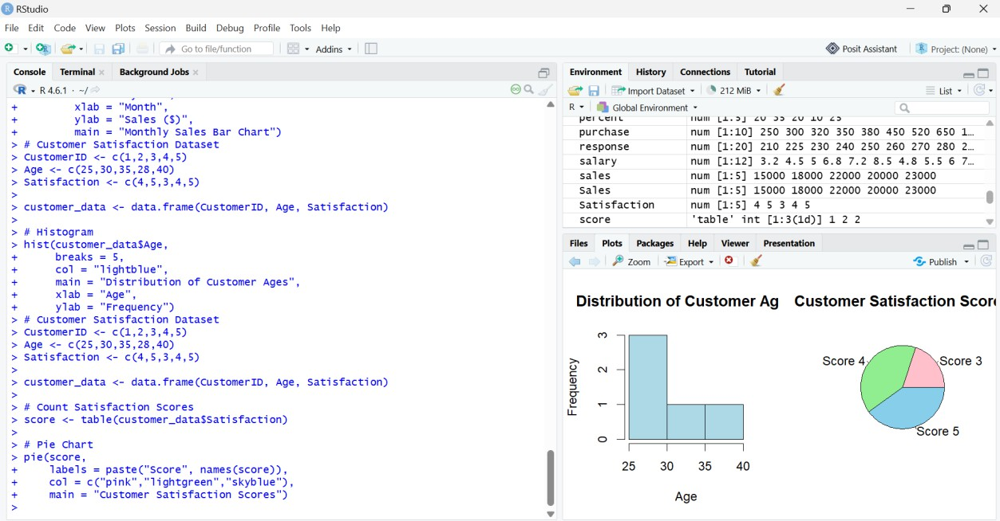 RStudio
File Edit Code View Plots Session Build Debug Profile Tools Help
Go to file/function Addins Posit Assistant Project: (None)
Console Terminal Background Jobs
R 4.6.1 · ~/
+ xlab = "Month",
+ ylab = "Sales ($)",
+ main = "Monthly Sales Bar Chart")
> # Customer Satisfaction Dataset
> CustomerID <- c(1,2,3,4,5)
> Age <- c(25,30,35,28,40)
> Satisfaction <- c(4,5,3,4,5)
>
> customer_data <- data.frame(CustomerID, Age, Satisfaction)
>
> # Histogram
> hist(customer_data$Age,
+ breaks = 5,
+ col = "lightblue",
+ main = "Distribution of Customer Ages",
+ xlab = "Age",
+ ylab = "Frequency")
> # Customer Satisfaction Dataset
> CustomerID <- c(1,2,3,4,5)
> Age <- c(25,30,35,28,40)
> Satisfaction <- c(4,5,3,4,5)
>
> customer_data <- data.frame(CustomerID, Age, Satisfaction)
>
> # Count Satisfaction Scores
> score <- table(customer_data$Satisfaction)
>
> # Pie Chart
> pie(score,
+ labels = paste("Score", names(score)),
+ col = c("pink","lightgreen","skyblue"),
+ main = "Customer Satisfaction Scores")
>
Environment History Connections Tutorial
Import Dataset 212 MiB List
R Global Environment
percent num [1:5] 20 35 20 10 25
purchase num [1:10] 250 300 320 350 380 450 520 650 1…
response num [1:20] 210 225 230 240 250 260 270 280 2…
salary num [1:12] 3.2 4.5 5 6.8 7.2 8.5 4.8 5.5 6 7…
sales num [1:5] 15000 18000 22000 20000 23000
Sales num [1:5] 15000 18000 22000 20000 23000
Satisfaction num [1:5] 4 5 3 4 5
score 'table' int [1:3(1d)] 1 2 2
Files Plots Packages Help Viewer Presentation
Zoom Export Publish
Distribution of Customer Ag
Frequency
0 1 2 3
25 30 35 40
Age
Customer Satisfaction Score
Score 4 Score 3
Score 5